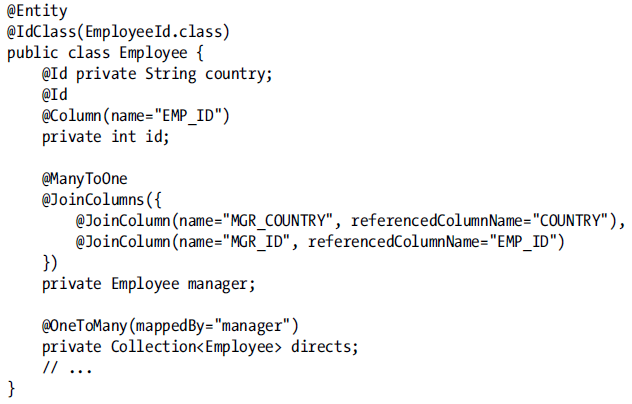 @Entity
@IdClass(EmployeeId.class)
public class Employee {
    @Id private String country;
    @Id
    @Column(name="EMP_ID")
    private int id;

    @ManyToOne
    @JoinColumns({
        @JoinColumn(name="MGR_COUNTRY", referencedColumnName="COUNTRY"),
        @JoinColumn(name="MGR_ID", referencedColumnName="EMP_ID")
    })
    private Employee manager;

    @OneToMany(mappedBy="manager")
    private Collection<Employee> directs;
    // ...
}